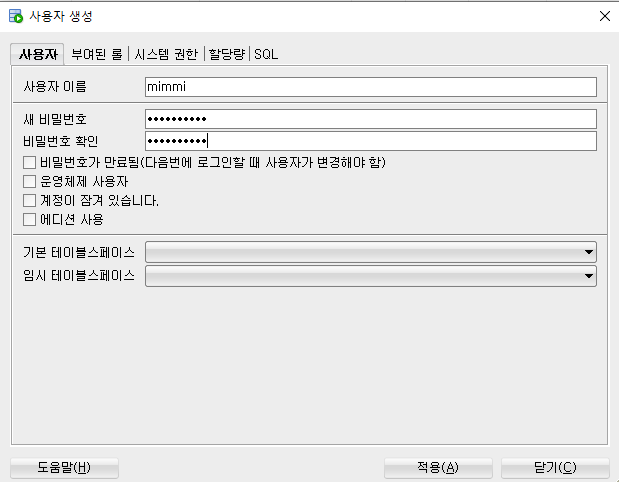 사용자 생성
사용자 부여된 롤 시스템 권한 할당량 SQL
사용자 이름 mimmi
새 비밀번호 ••••••••••
비밀번호 확인 ••••••••••
비밀번호가 만료됨(다음번에 로그인할 때 사용자가 변경해야 함)
운영체제 사용자
계정이 잠겨 있습니다.
에디션 사용
기본 테이블스페이스
임시 테이블스페이스
도움말(H) 적용(A) 닫기(C)